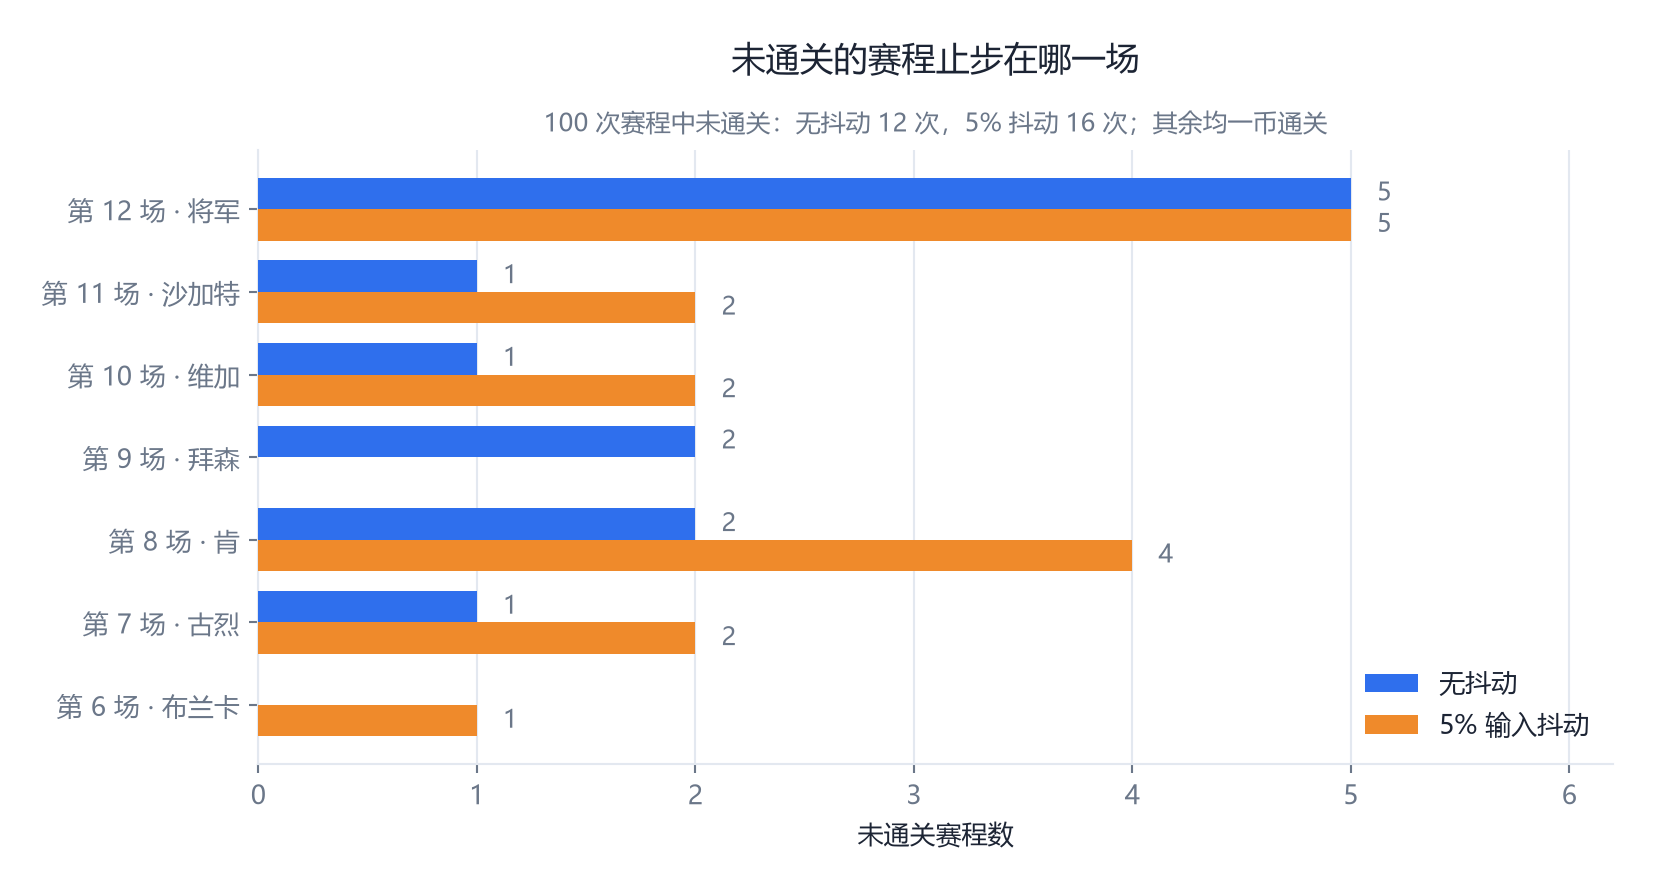 未通关的赛程止步在哪一场
100 次赛程中未通关：无抖动 12 次，5% 抖动 16 次；其余均一币通关
第 12 场 · 将军
5
5
第 11 场 · 沙加特
1
2
第 10 场 · 维加
1
2
第 9 场 · 拜森
2
第 8 场 · 肯
2
4
第 7 场 · 古烈
1
2
第 6 场 · 布兰卡
1
无抖动
5% 输入抖动
0 1 2 3 4 5 6
未通关赛程数